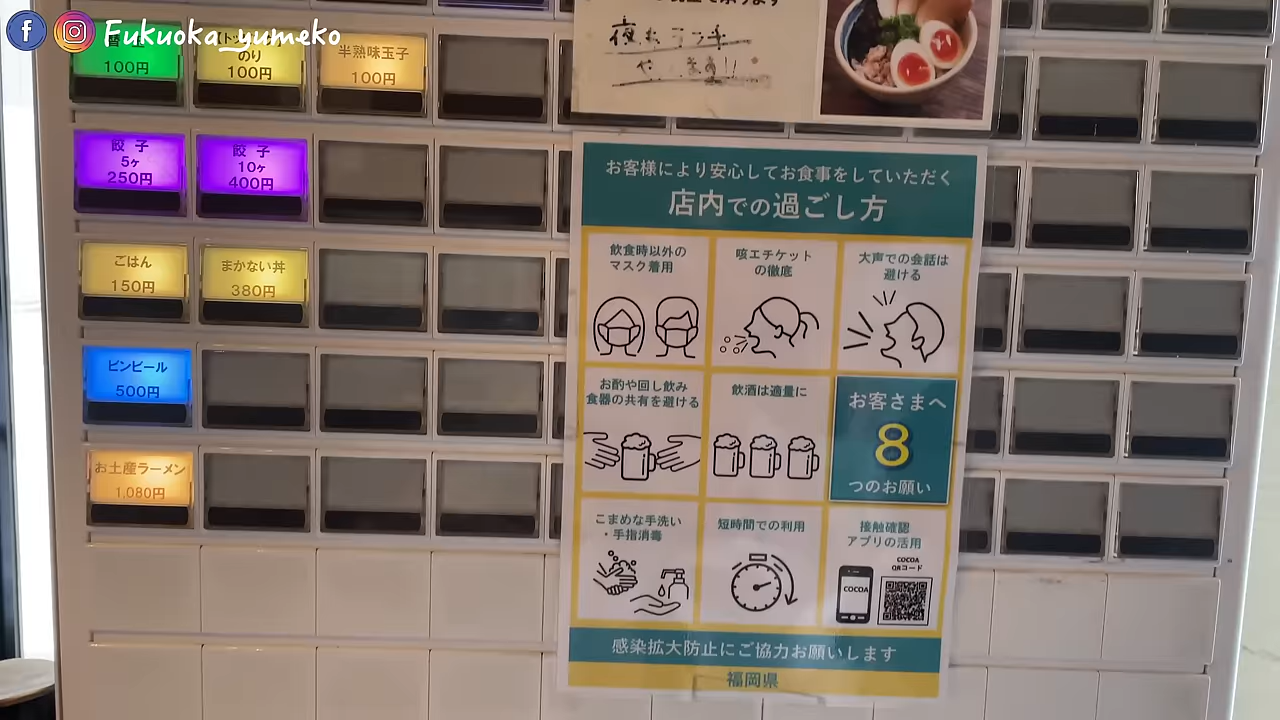 Fukuoka_yumeko
100円
のり
100円
半熟味玉子
100円
餃子
5ヶ
250円
餃子
10ヶ
400円
ごはん
150円
まかない丼
380円
ビンビール
500円
お土産ラーメン
1,080円
お客様により安心してお食事をしていただく
店内での過ごし方
飲食時以外の
マスク着用
咳エチケット
の徹底
大声での会話は
避ける
お酌や回し飲み
食器の共有を避ける
飲酒は適量に
お客さまへ
8
つのお願い
こまめな手洗い
・手指消毒
短時間での利用
接触確認
アプリの活用
COCOA
QRコード
COCOA
感染拡大防止にご協力お願いします
福岡県